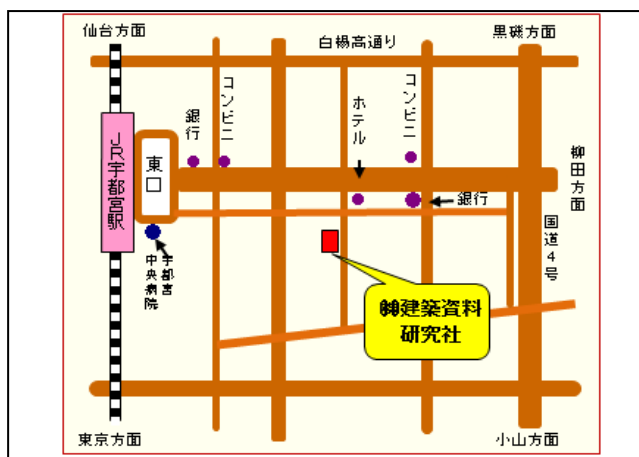 仙台方面
白楊高通り
黒磯方面
銀行
コンビニ
ホテル
コンビニ
柳田方面
JR宇都宮駅
東口
銀行
国道4号
宇都宮
中央病院
㈱建築資料
研究社
東京方面
小山方面